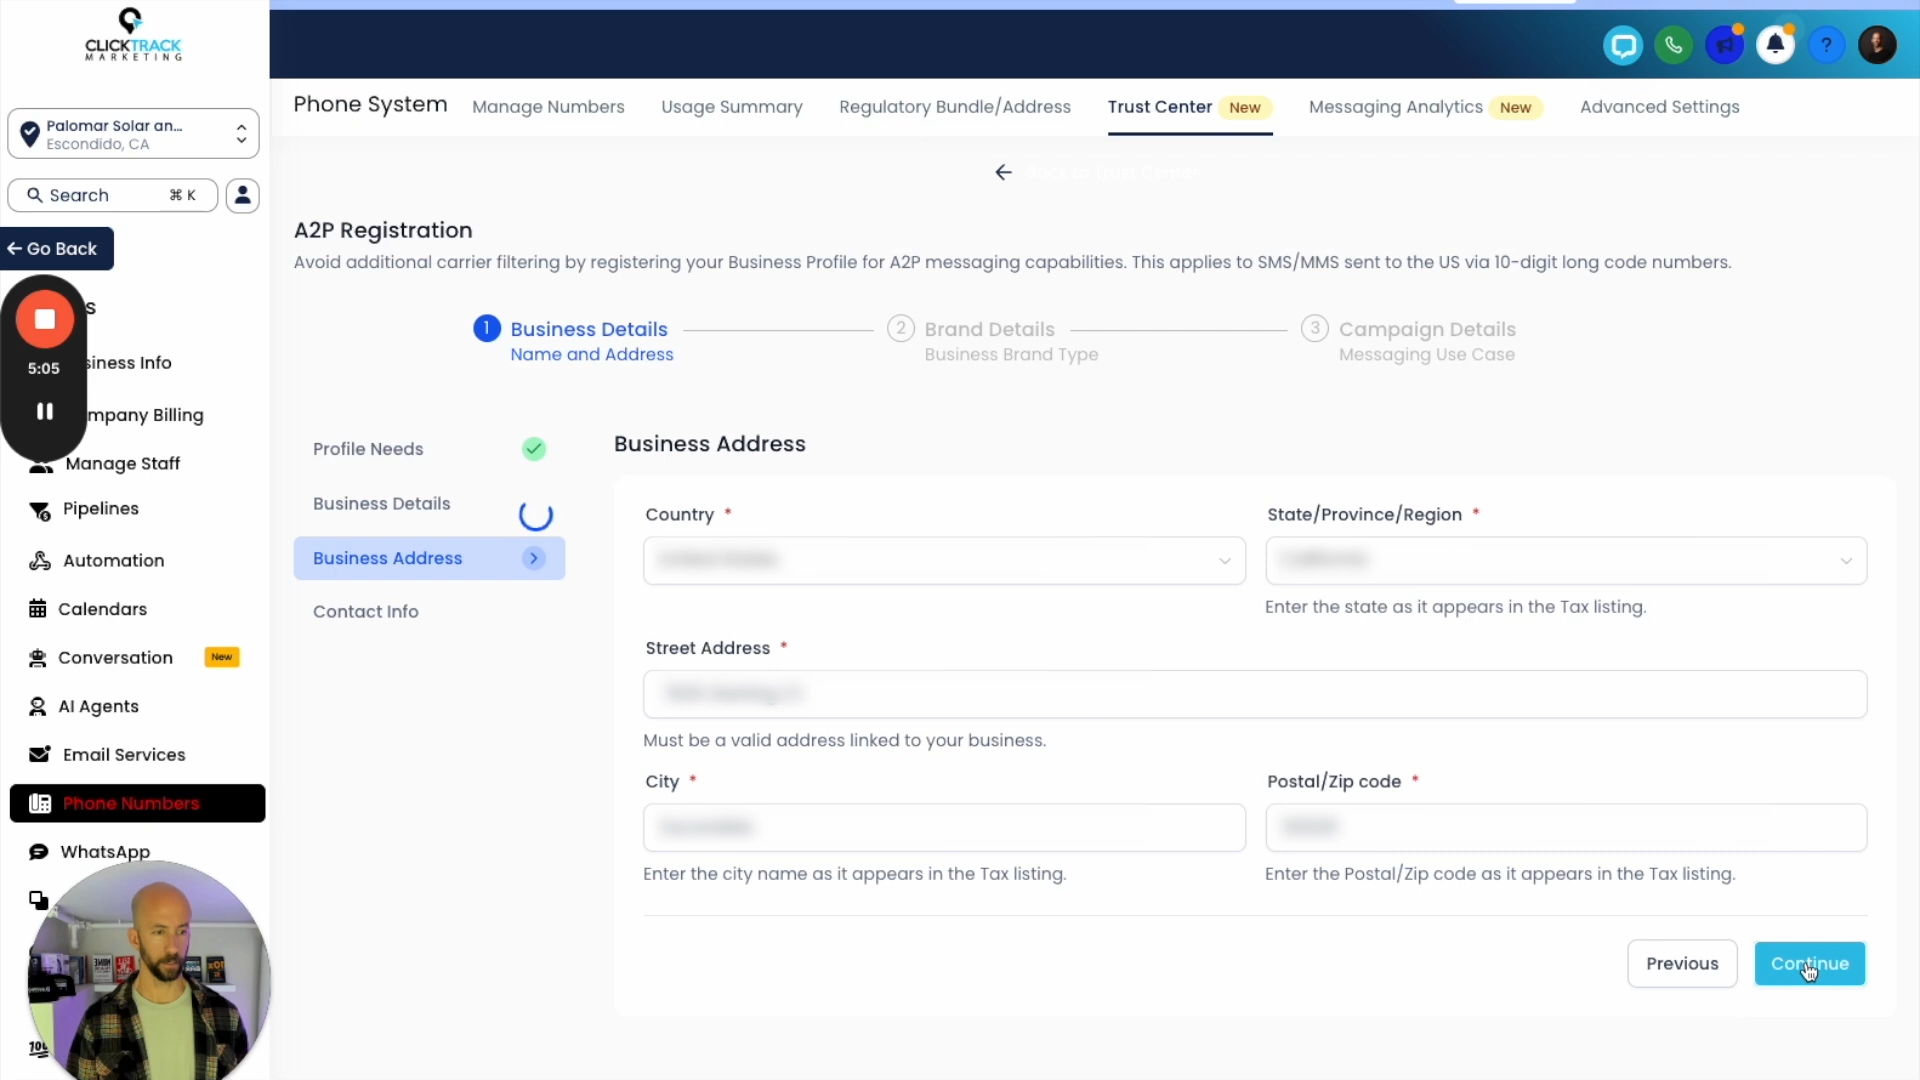 CLICKTRACK
MARKETING
Palomar Solar an...
Escondido, CA
Search ⌘ K
← Go Back
5:05
siness Info
mpany Billing
Manage Staff
Pipelines
Automation
Calendars
Conversation New
AI Agents
Email Services
Phone Numbers
WhatsApp
Phone System
Manage Numbers
Usage Summary
Regulatory Bundle/Address
Trust Center New
Messaging Analytics New
Advanced Settings
?
A2P Registration
Avoid additional carrier filtering by registering your Business Profile for A2P messaging capabilities. This applies to SMS/MMS sent to the US via 10-digit long code numbers.
1 Business Details
Name and Address
2 Brand Details
Business Brand Type
3 Campaign Details
Messaging Use Case
Profile Needs
Business Details
Business Address
Contact Info
Business Address
Country *
State/Province/Region *
Enter the state as it appears in the Tax listing.
Street Address *
Must be a valid address linked to your business.
City *
Postal/Zip code *
Enter the city name as it appears in the Tax listing.
Enter the Postal/Zip code as it appears in the Tax listing.
Previous
Continue